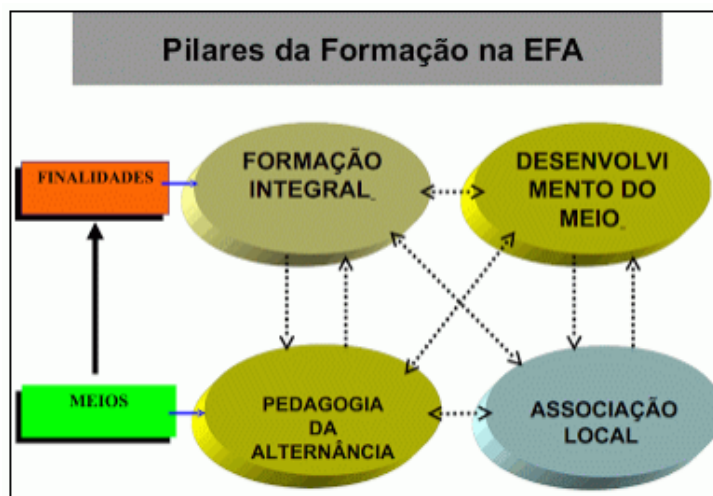 Pilares da Formação na EFA
FINALIDADES
FORMAÇÃO
INTEGRAL
DESENVOLVI
MENTO DO
MEIO
MEIOS
PEDAGOGIA
DA
ALTERNÂNCIA
ASSOCIAÇÃO
LOCAL